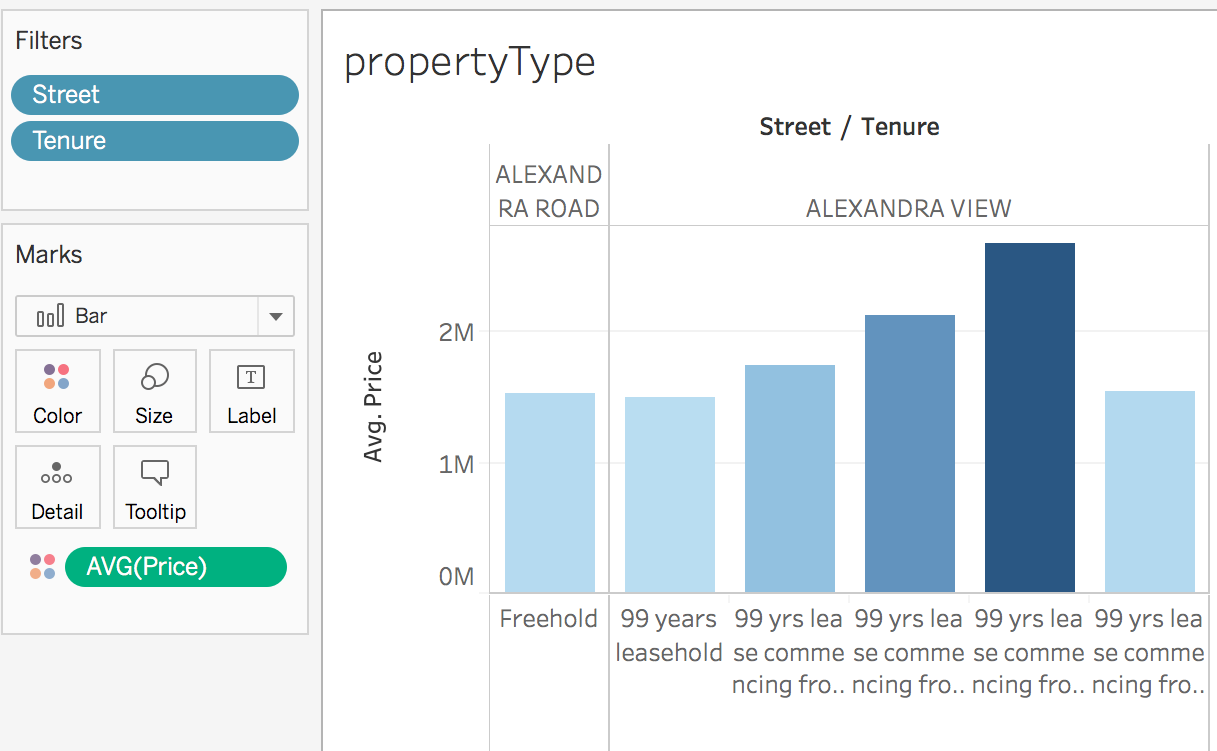 Filters
Street
Tenure
Marks
Bar
Color
Size
T
Label
Detail
Tooltip
AVG(Price)
propertyType
Street / Tenure
ALEXAND
RA ROAD
ALEXANDRA VIEW
Avg. Price
2M
1M
0M
Freehold
99 years
leasehold
99 yrs lea
se comme
ncing fro..
99 yrs lea
se comme
ncing fro..
99 yrs lea
se comme
ncing fro..
99 yrs lea
se comme
ncing fro..